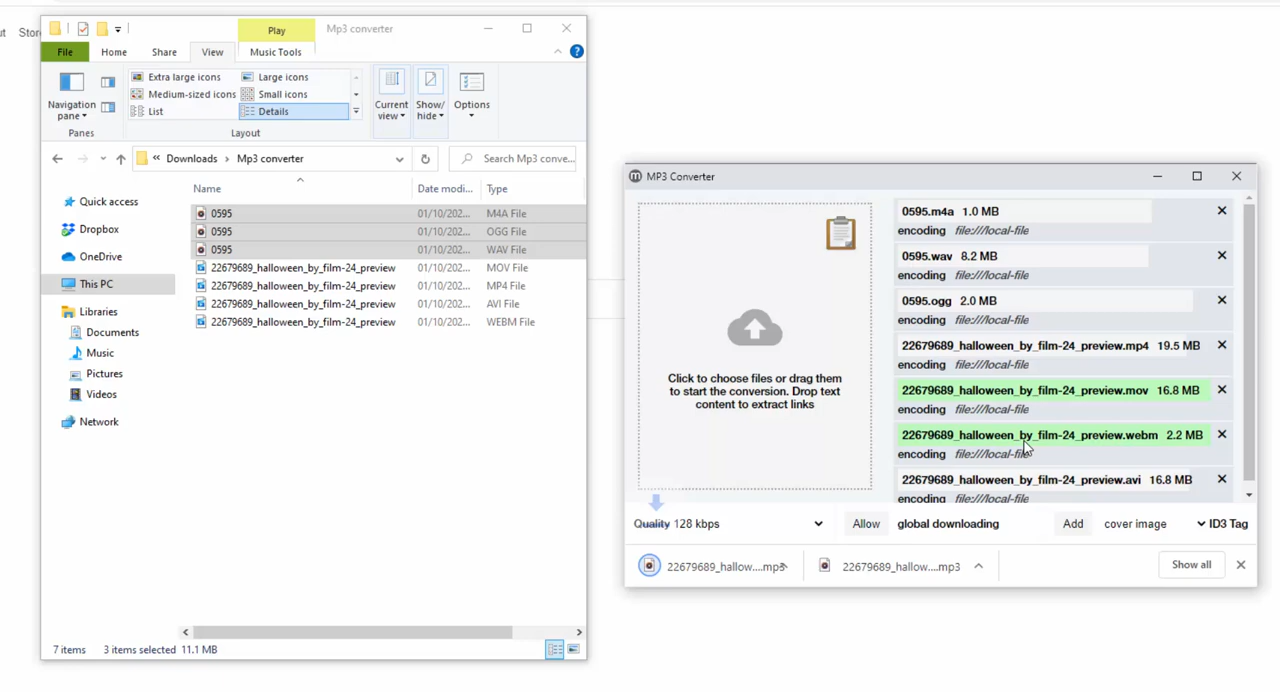 ut Stor
Play
Mp3 converter
File Home Share View Music Tools
Navigation pane
Panes
Extra large icons Large icons
Medium-sized icons Small icons
List Details
Layout
Current view
Show/ hide
Options
« Downloads › Mp3 converter
Search Mp3 conve...
Quick access
Dropbox
OneDrive
This PC
Libraries
Documents
Music
Pictures
Videos
Network
Name Date modi... Type
0595 01/10/202... M4A File
0595 01/10/202... OGG File
0595 01/10/202... WAV File
22679689_halloween_by_film-24_preview 01/10/202... MOV File
22679689_halloween_by_film-24_preview 01/10/202... MP4 File
22679689_halloween_by_film-24_preview 01/10/202... AVI File
22679689_halloween_by_film-24_preview 01/10/202... WEBM File
7 items 3 items selected 11.1 MB
MP3 Converter
Click to choose files or drag them
to start the conversion. Drop text
content to extract links
0595.m4a 1.0 MB
encoding file:///local-file
0595.wav 8.2 MB
encoding file:///local-file
0595.ogg 2.0 MB
encoding file:///local-file
22679689_halloween_by_film-24_preview.mp4 19.5 MB
encoding file:///local-file
22679689_halloween_by_film-24_preview.mov 16.8 MB
encoding file:///local-file
22679689_halloween_by_film-24_preview.webm 2.2 MB
encoding file:///local-file
22679689_halloween_by_film-24_preview.avi 16.8 MB
encoding file:///local-file
Quality 128 kbps Allow global downloading Add cover image ID3 Tag
22679689_hallow....mp3 22679689_hallow....mp3 Show all